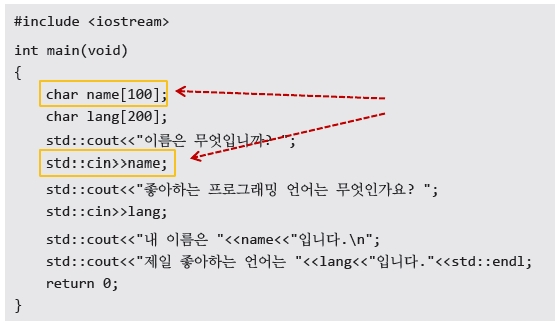 #include <iostream>
int main(void)
{
char name[100];
char lang[200];
std::cout<<"이름은 무엇입니까? ";
std::cin>>name;
std::cout<<"좋아하는 프로그래밍 언어는 무엇인가요? ";
std::cin>>lang;
std::cout<<"내 이름은 "<<name<<"입니다.\n";
std::cout<<"제일 좋아하는 언어는 "<<lang<<"입니다."<<std::endl;
return 0;
}